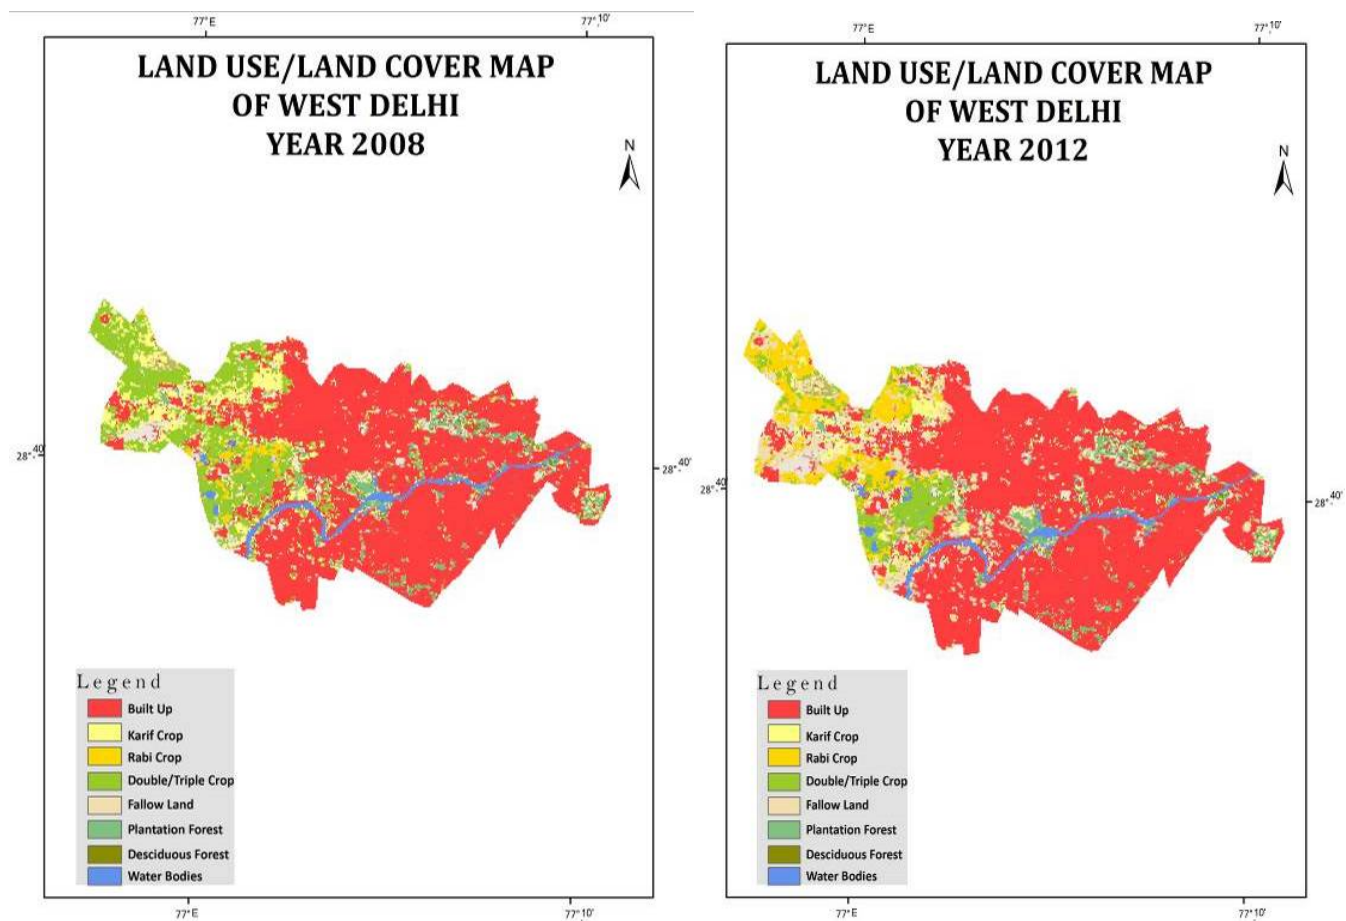 77°E
77°.10'
LAND USE/LAND COVER MAP
OF WEST DELHI
YEAR 2008
N
28°.40'
28°.40'
Legend
Built Up
Karif Crop
Rabi Crop
Double/Triple Crop
Fallow Land
Plantation Forest
Desciduous Forest
Water Bodies
77°E
77°10'
77°E
77°.10'
LAND USE/LAND COVER MAP
OF WEST DELHI
YEAR 2012
N
28°.40'
28°.40'
Legend
Built Up
Karif Crop
Rabi Crop
Double/Triple Crop
Fallow Land
Plantation Forest
Desciduous Forest
Water Bodies
77°E
77°10'